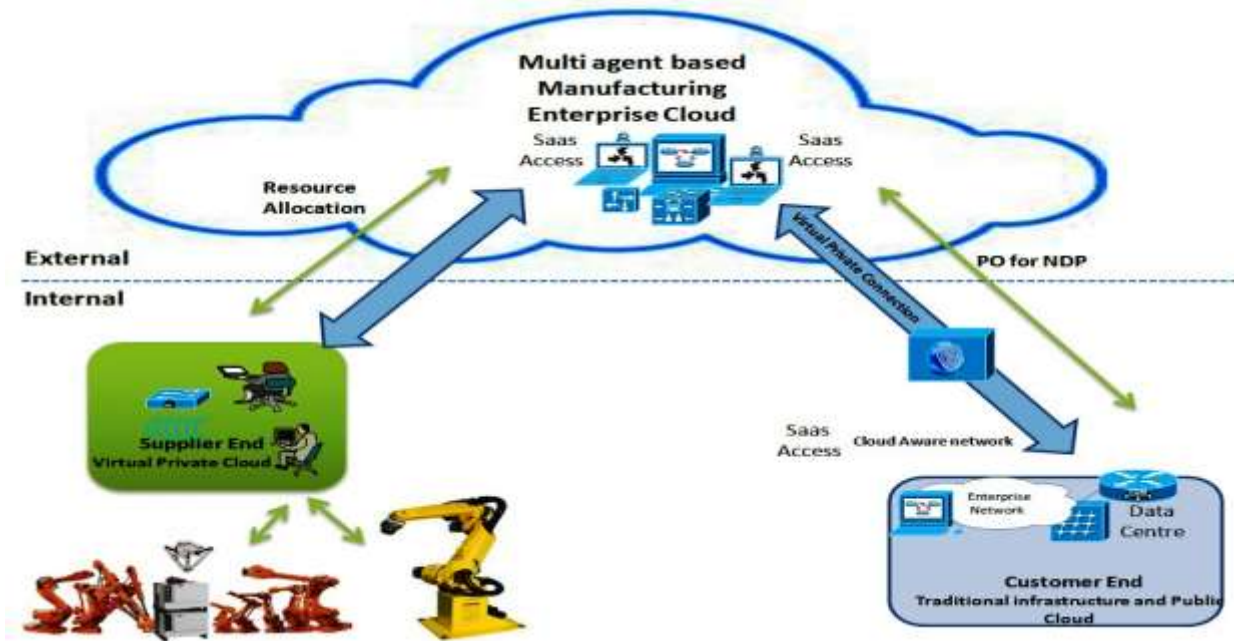 Multi agent based
Manufacturing
Enterprise Cloud
Saas
Access
Saas
Access
Resource
Allocation
External
PO for NDP
Internal
Virtual Private Connection
Supplier End
Virtual Private Cloud
Saas
Access
Cloud Aware network
Enterprise
Network
Data
Centre
Customer End
Traditional infrastructure and Public
Cloud